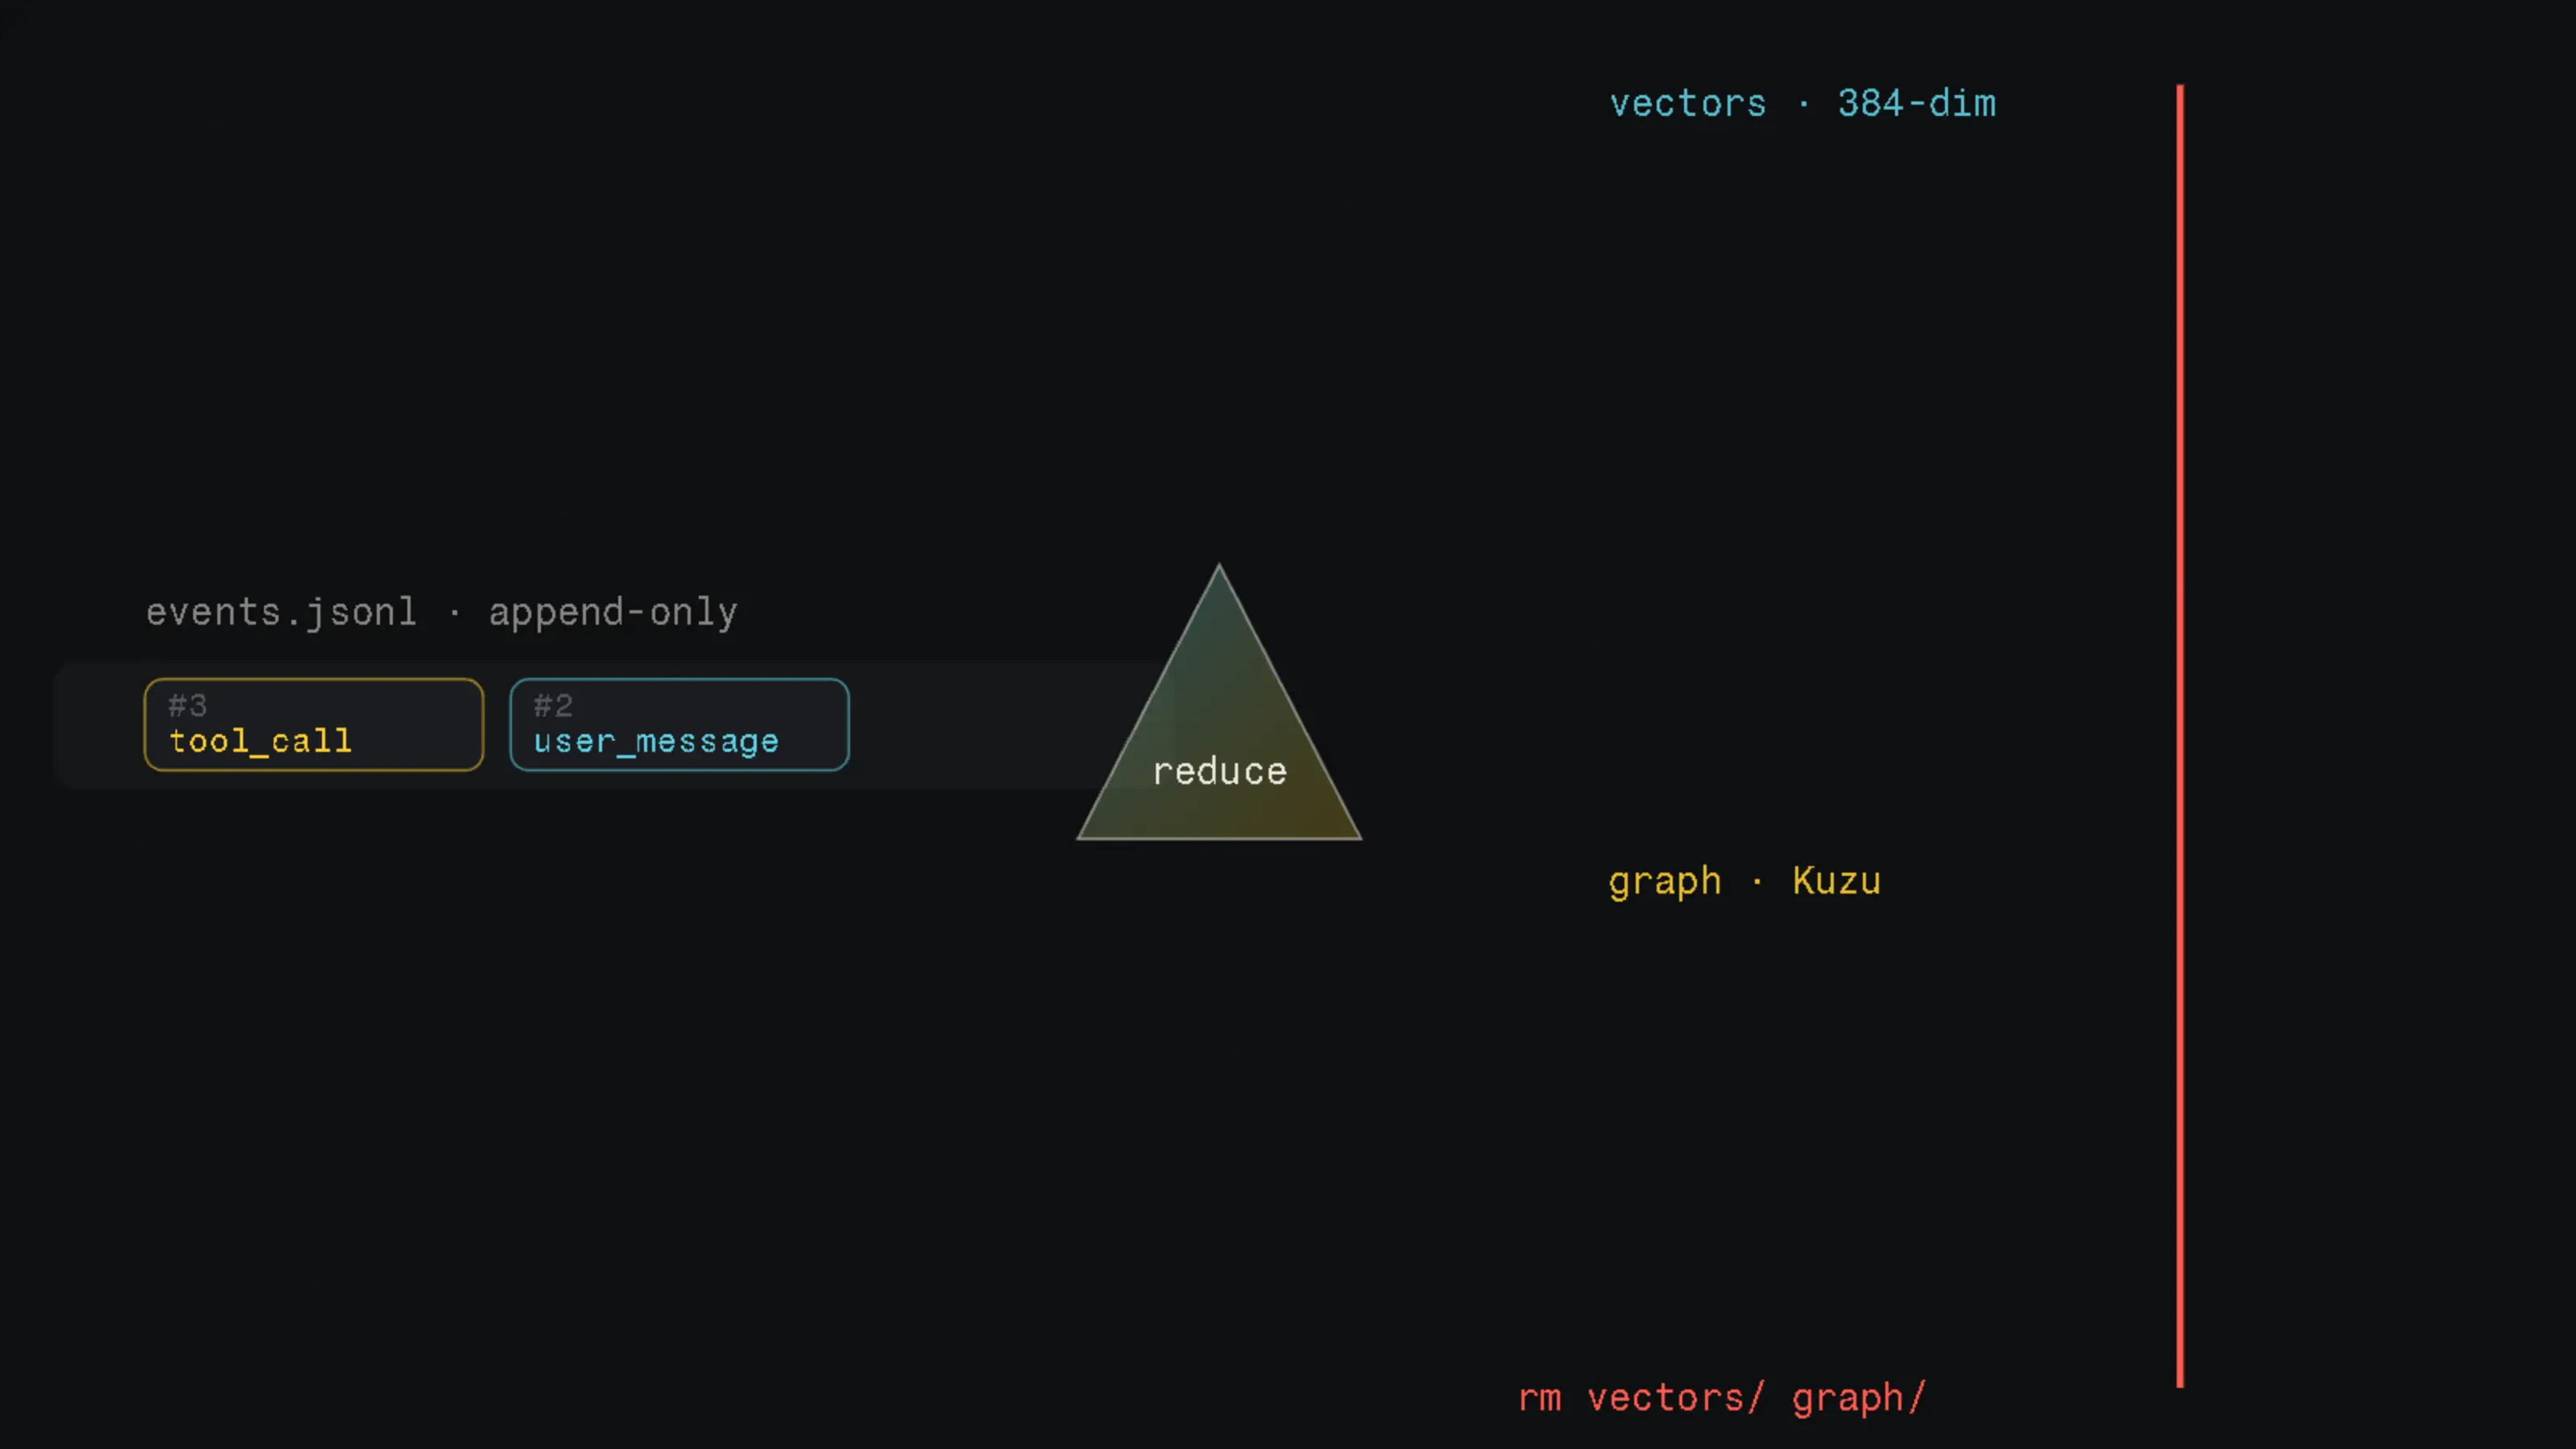 vectors · 384-dim
events.jsonl · append-only
#3
tool_call
#2
user_message
reduce
graph · Kuzu
rm vectors/ graph/